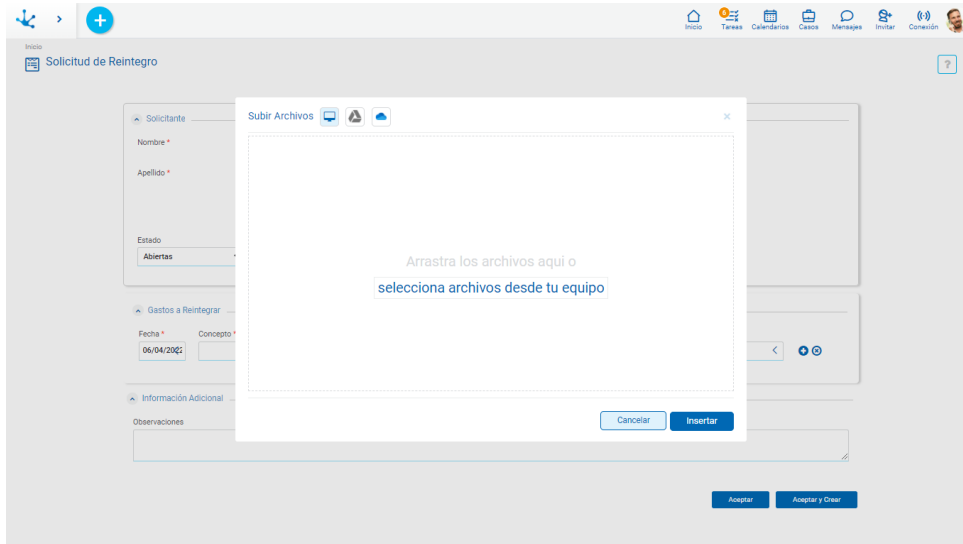 Inicio
6
Tareas
Calendarios
Casos
Mensajes
Invitar
Conexión
Inicio
Solicitud de Reintegro
?
Subir Archivos
Solicitante
Nombre *
Apellido *
Arrastra los archivos aqui o
selecciona archivos desde tu equipo
Estado
Abiertas
Gastos a Reintegrar
Fecha * Concepto *
06/04/2022
Información Adicional
Cancelar Insertar
Observaciones
Aceptar Aceptar y Crear